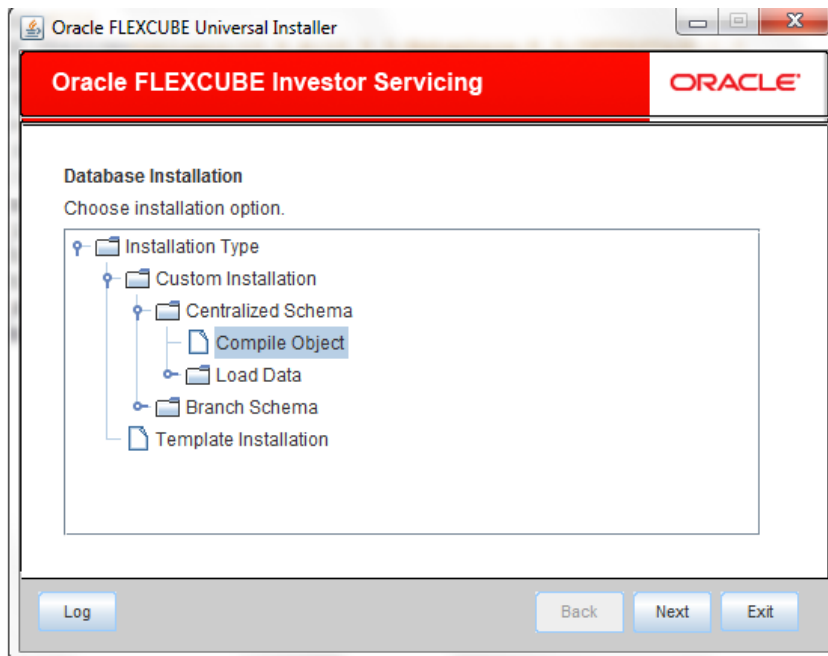 Oracle FLEXCUBE Universal Installer
Oracle FLEXCUBE Investor Servicing
ORACLE
Database Installation
Choose installation option.
Installation Type
Custom Installation
Centralized Schema
Compile Object
Load Data
Branch Schema
Template Installation
Log
Back
Next
Exit